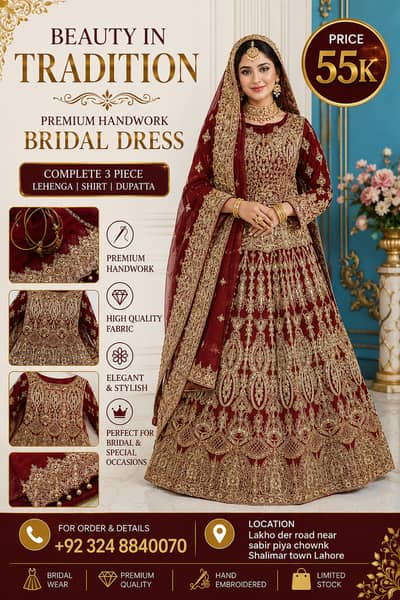 BEAUTY IN
TRADITION
PREMIUM HANDWORK
BRIDAL DRESS
COMPLETE 3 PIECE
LEHENGA | SHIRT | DUPATTA
PRICE
55K
PREMIUM
HANDWORK
HIGH QUALITY
FABRIC
ELEGANT
& STYLISH
PERFECT FOR
BRIDAL &
SPECIAL
OCCASIONS
FOR ORDER & DETAILS
+92 324 8840070
LOCATION
Lakho der road near
sabir piya chownk
Shalimar town Lahore
BRIDAL
WEAR
PREMIUM
QUALITY
HAND
EMBROIDERED
LIMITED
STOCK